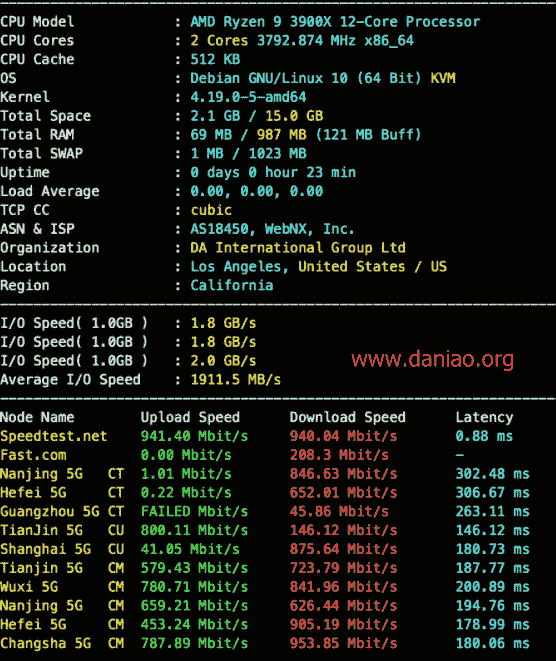 CPU Model : AMD Ryzen 9 3900X 12-Core Processor
CPU Cores : 2 Cores 3792.874 MHz x86_64
CPU Cache : 512 KB
OS : Debian GNU/Linux 10 (64 Bit) KVM
Kernel : 4.19.0-5-amd64
Total Space : 2.1 GB / 15.0 GB
Total RAM : 69 MB / 987 MB (121 MB Buff)
Total SWAP : 1 MB / 1023 MB
Uptime : 0 days 0 hour 23 min
Load Average : 0.00, 0.00, 0.00
TCP CC : cubic
ASN & ISP : AS18450, WebNX, Inc.
Organization : DA International Group Ltd
Location : Los Angeles, United States / US
Region : California
I/O Speed( 1.0GB ) : 1.8 GB/s
I/O Speed( 1.0GB ) : 1.8 GB/s
I/O Speed( 1.0GB ) : 2.0 GB/s
www.daniao.org
Average I/O Speed : 1911.5 MB/s
Node Name Upload Speed Download Speed Latency
Speedtest.net 941.40 Mbit/s 940.04 Mbit/s 0.88 ms
Fast.com 0.00 Mbit/s 208.3 Mbit/s -
Nanjing 5G CT 1.01 Mbit/s 846.63 Mbit/s 302.48 ms
Hefei 5G CT 0.22 Mbit/s 652.01 Mbit/s 306.67 ms
Guangzhou 5G CT FAILED Mbit/s 45.86 Mbit/s 263.11 ms
TianJin 5G CU 800.11 Mbit/s 146.12 Mbit/s 146.12 ms
Shanghai 5G CU 41.05 Mbit/s 875.64 Mbit/s 180.73 ms
Tianjin 5G CM 579.43 Mbit/s 723.79 Mbit/s 187.77 ms
Wuxi 5G CM 780.71 Mbit/s 841.96 Mbit/s 200.89 ms
Nanjing 5G CM 659.21 Mbit/s 626.44 Mbit/s 194.76 ms
Hefei 5G CM 453.24 Mbit/s 905.19 Mbit/s 178.99 ms
Changsha 5G CM 787.89 Mbit/s 953.85 Mbit/s 180.06 ms